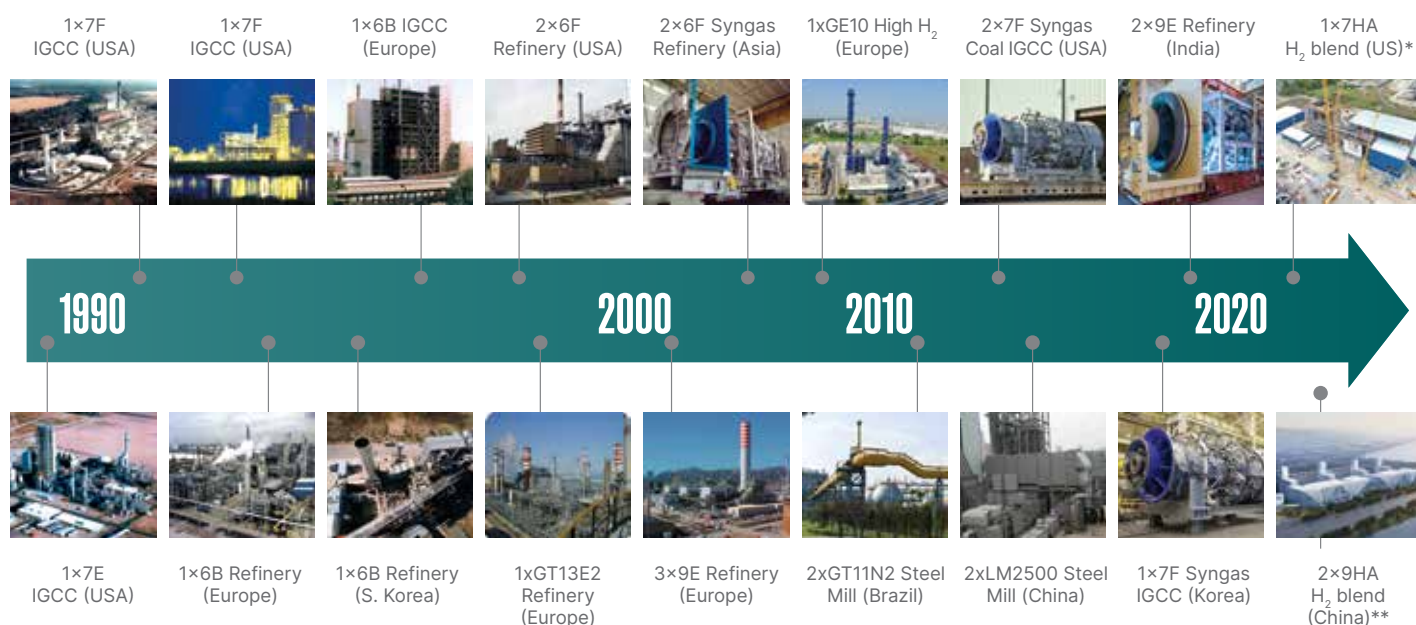 1×7F
IGCC (USA)
1×7F
IGCC (USA)
1×6B IGCC
(Europe)
2×6F
Refinery (USA)
2×6F Syngas
Refinery (Asia)
1xGE10 High H₂
(Europe)
2×7F Syngas
Coal IGCC (USA)
2×9E Refinery
(India)
1×7HA
H₂ blend (US)*
1990
2000
2010
2020
1×7E
IGCC (USA)
1×6B Refinery
(Europe)
1×6B Refinery
(S. Korea)
1xGT13E2
Refinery
(Europe)
3×9E Refinery
(Europe)
2xGT11N2 Steel
Mill (Brazil)
2xLM2500 Steel
Mill (China)
1×7F Syngas
IGCC (Korea)
2×9HA
H₂ blend
(China)**